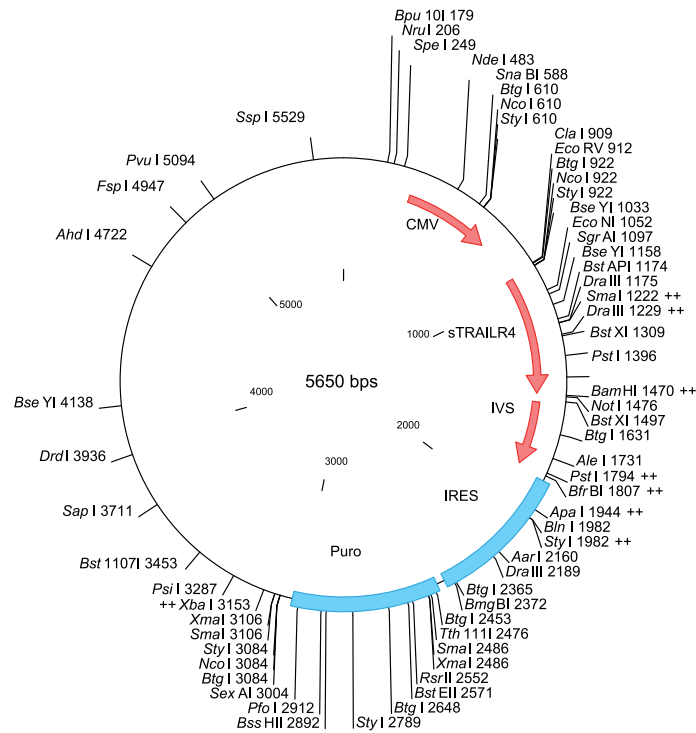 Bpu 10I 179
Nru I 206
Spe I 249
Nde I 483
Sna BI 588
Btg I 610
Nco I 610
Sty I 610
Cla I 909
Eco RV 912
Btg I 922
Nco I 922
Sty I 922
Bse YI 1033
Eco NI 1052
Sgr AI 1097
Bse YI 1158
Bst API 1174
Dra III 1175
Sma I 1222 ++
Dra III 1229 ++
Bst XI 1309
Pst I 1396
Bam HI 1470 ++
Not I 1476
Bst XI 1497
Btg I 1631
Ale I 1731
Pst I 1794 ++
Bfr BI 1807 ++
Apa I 1944 ++
Bln I 1982
Sty I 1982 ++
Aar I 2160
Dra III 2189
Btg I 2365
Bmg BI 2372
Btg I 2453
Tth 111I 2476
Sma I 2486
Xma I 2486
Rsr II 2552
Bst EII 2571
Btg I 2648
Sty I 2789
Bss HII 2892
Pfo I 2912
Sex AI 3004
Btg I 3084
Nco I 3084
Sty I 3084
Sma I 3106
Xma I 3106
++ Xba I 3153
Psi I 3287
Bst 1107I 3453
Sap I 3711
Drd I 3936
Bse YI 4138
Ahd I 4722
Fsp I 4947
Pvu I 5094
Ssp I 5529
CMV
sTRAILR4
IVS
IRES
Puro
5650 bps
1000
2000
3000
4000
5000